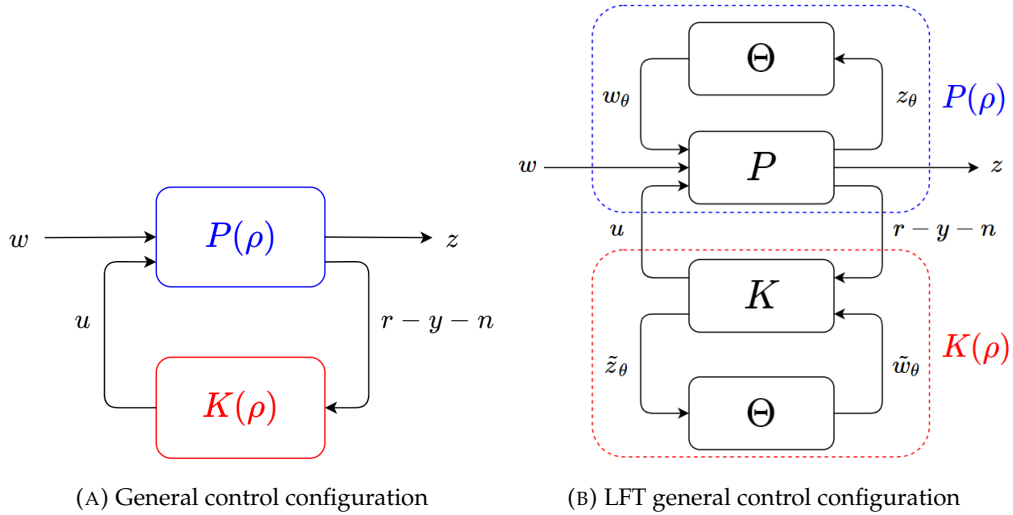 w
P(ρ)
z
u
r − y − n
K(ρ)
(A) General control configuration
Θ
w_θ
z_θ
P(ρ)
w
P
z
u
r − y − n
K
K(ρ)
z̃_θ
w̃_θ
Θ
(B) LFT general control configuration